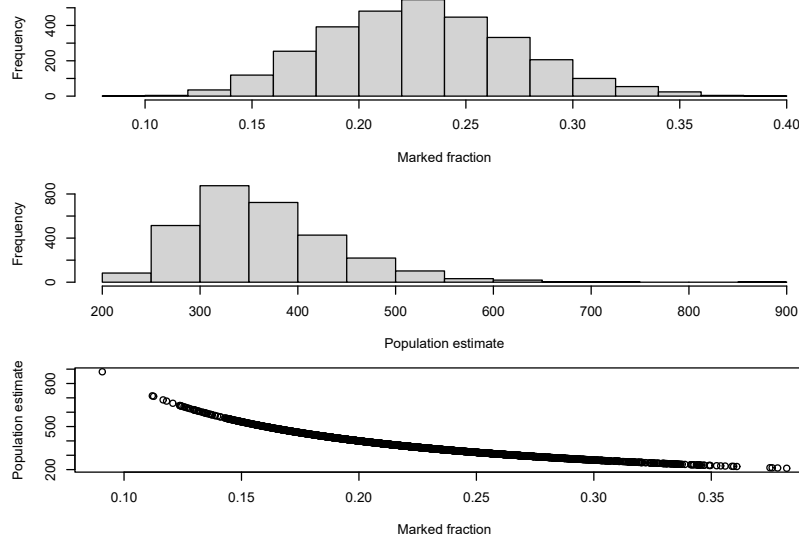 Frequency
0 200 400
0.10 0.15 0.20 0.25 0.30 0.35 0.40
Marked fraction
Frequency
0 400 800
200 300 400 500 600 700 800 900
Population estimate
Population estimate
200 500 800
0.10 0.15 0.20 0.25 0.30 0.35
Marked fraction